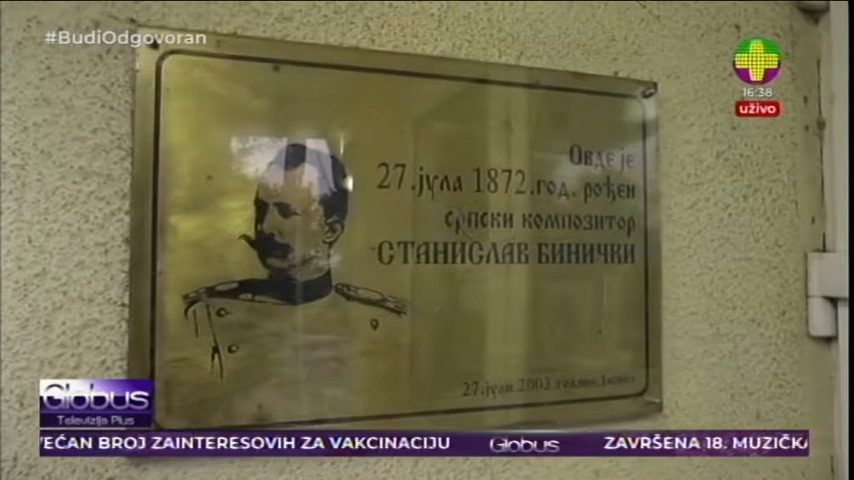 #BudiOdgovoran
16:38
uživo
Овде је
27.јула 1872.год. рођен
српски композитор
СТАНИСЛАВ БИНИЧКИ
27.јули 2003.године,
Globus
Televizija Plus
VEĆAN BROJ ZAINTERESOVIH ZA VAKCINACIJU Globus ZAVRŠENA 18. MUZIČKA